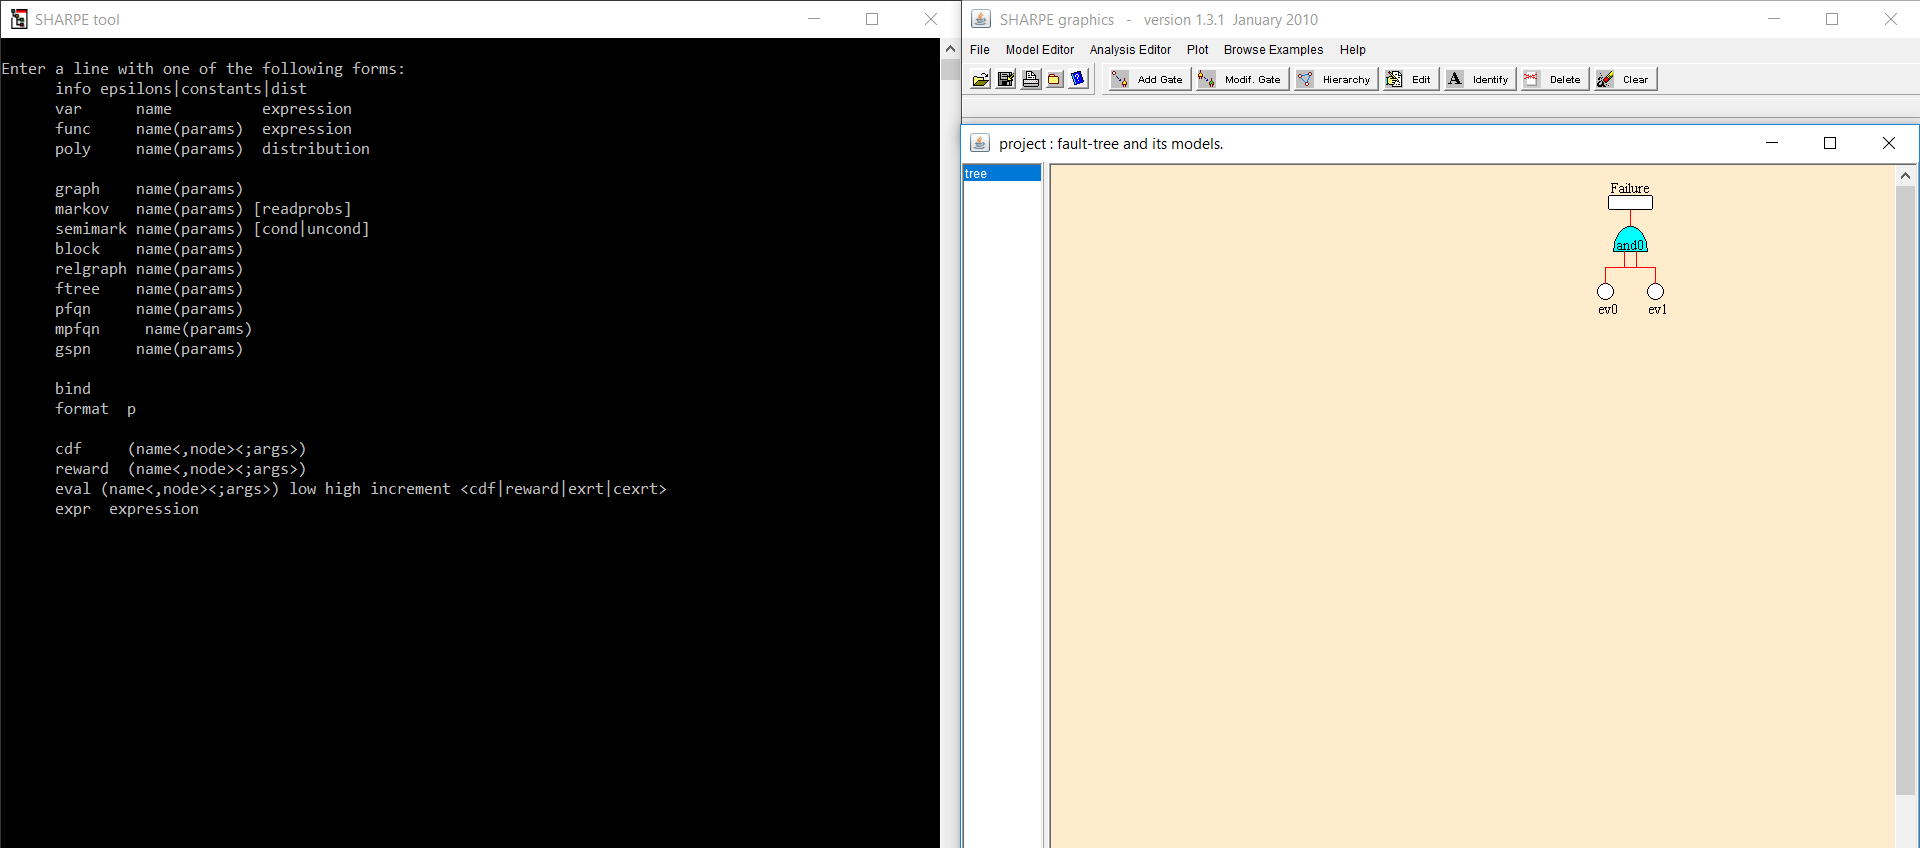 SHARPE tool
Enter a line with one of the following forms:
info epsilons|constants|dist
var name expression
func name(params) expression
poly name(params) distribution
graph name(params)
markov name(params) [readprobs]
semimark name(params) [cond|uncond]
block name(params)
relgraph name(params)
ftree name(params)
pfqn name(params)
mpfqn name(params)
gspn name(params)
bind
format p
cdf (name<,node><;args>)
reward (name<,node><;args>)
eval (name<,node><;args>) low high increment <cdf|reward|exrt|cexrt>
expr expression
SHARPE graphics - version 1.3.1 January 2010
File Model Editor Analysis Editor Plot Browse Examples Help
Add Gate Modif. Gate Hierarchy Edit A Identify Delete Clear
project : fault-tree and its models.
tree
Failure
and0
ev0 ev1